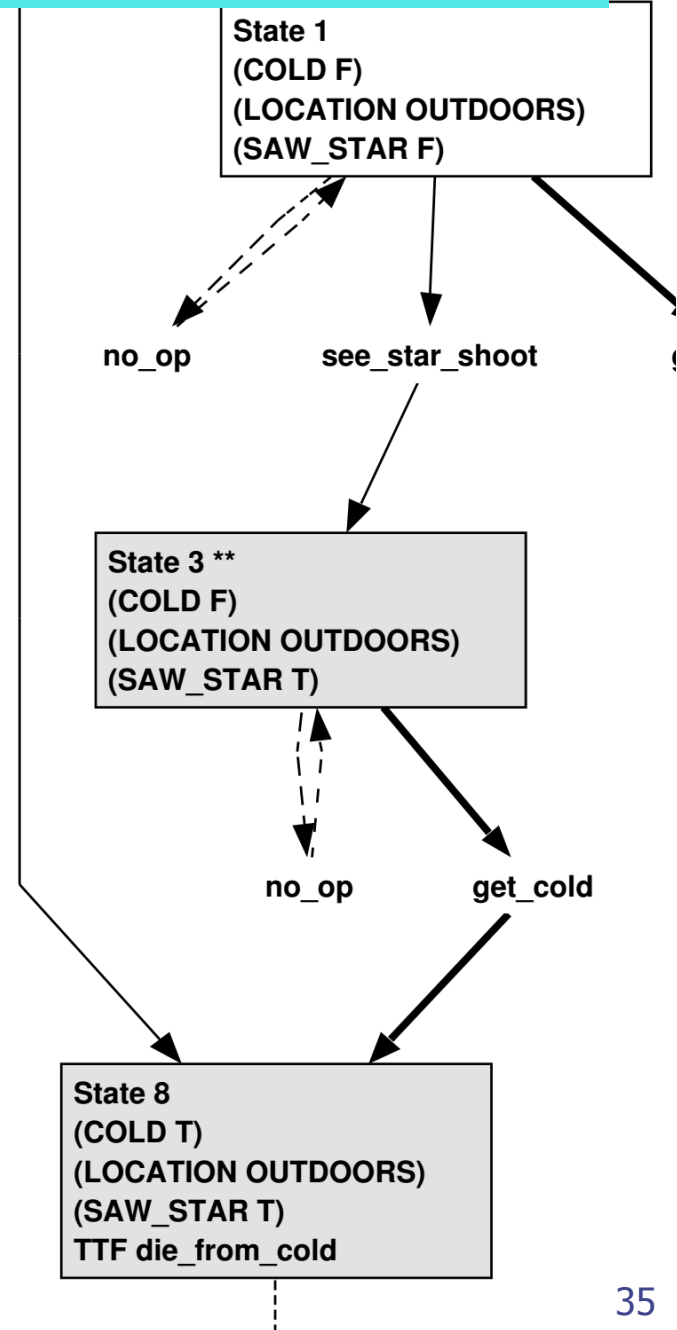 State 1
(COLD F)
(LOCATION OUTDOORS)
(SAW_STAR F)
no_op
see_star_shoot
State 3 **
(COLD F)
(LOCATION OUTDOORS)
(SAW_STAR T)
no_op
get_cold
State 8
(COLD T)
(LOCATION OUTDOORS)
(SAW_STAR T)
TTF die_from_cold
35